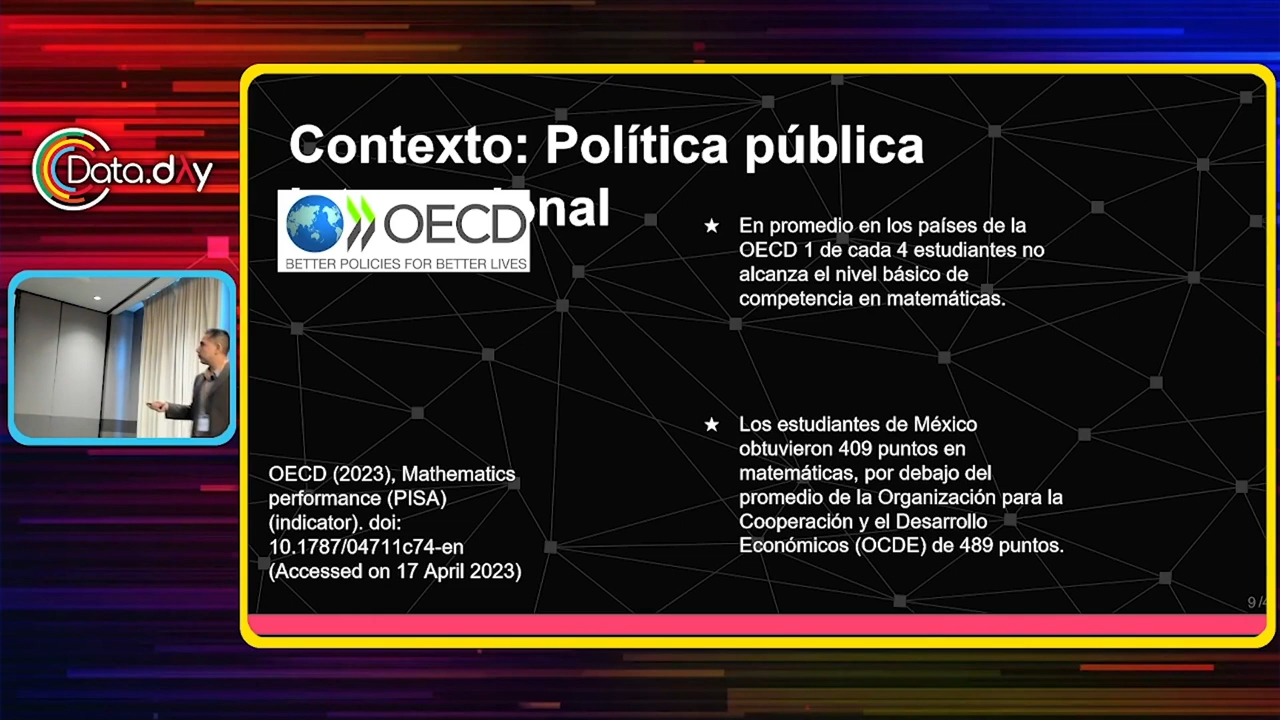 Data.dAy
Contexto: Política pública
nal
OECD
BETTER POLICIES FOR BETTER LIVES
★ En promedio en los países de la
OECD 1 de cada 4 estudiantes no
alcanza el nivel básico de
competencia en matemáticas.
★ Los estudiantes de México
obtuvieron 409 puntos en
matemáticas, por debajo del
promedio de la Organización para la
Cooperación y el Desarrollo
Económicos (OCDE) de 489 puntos.
OECD (2023), Mathematics
performance (PISA)
(indicator). doi:
10.1787/04711c74-en
(Accessed on 17 April 2023)
9 /4